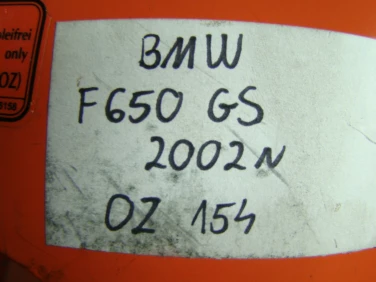 bleifrei
only
OZ)
BMW
F650 GS
2002N
OZ 154